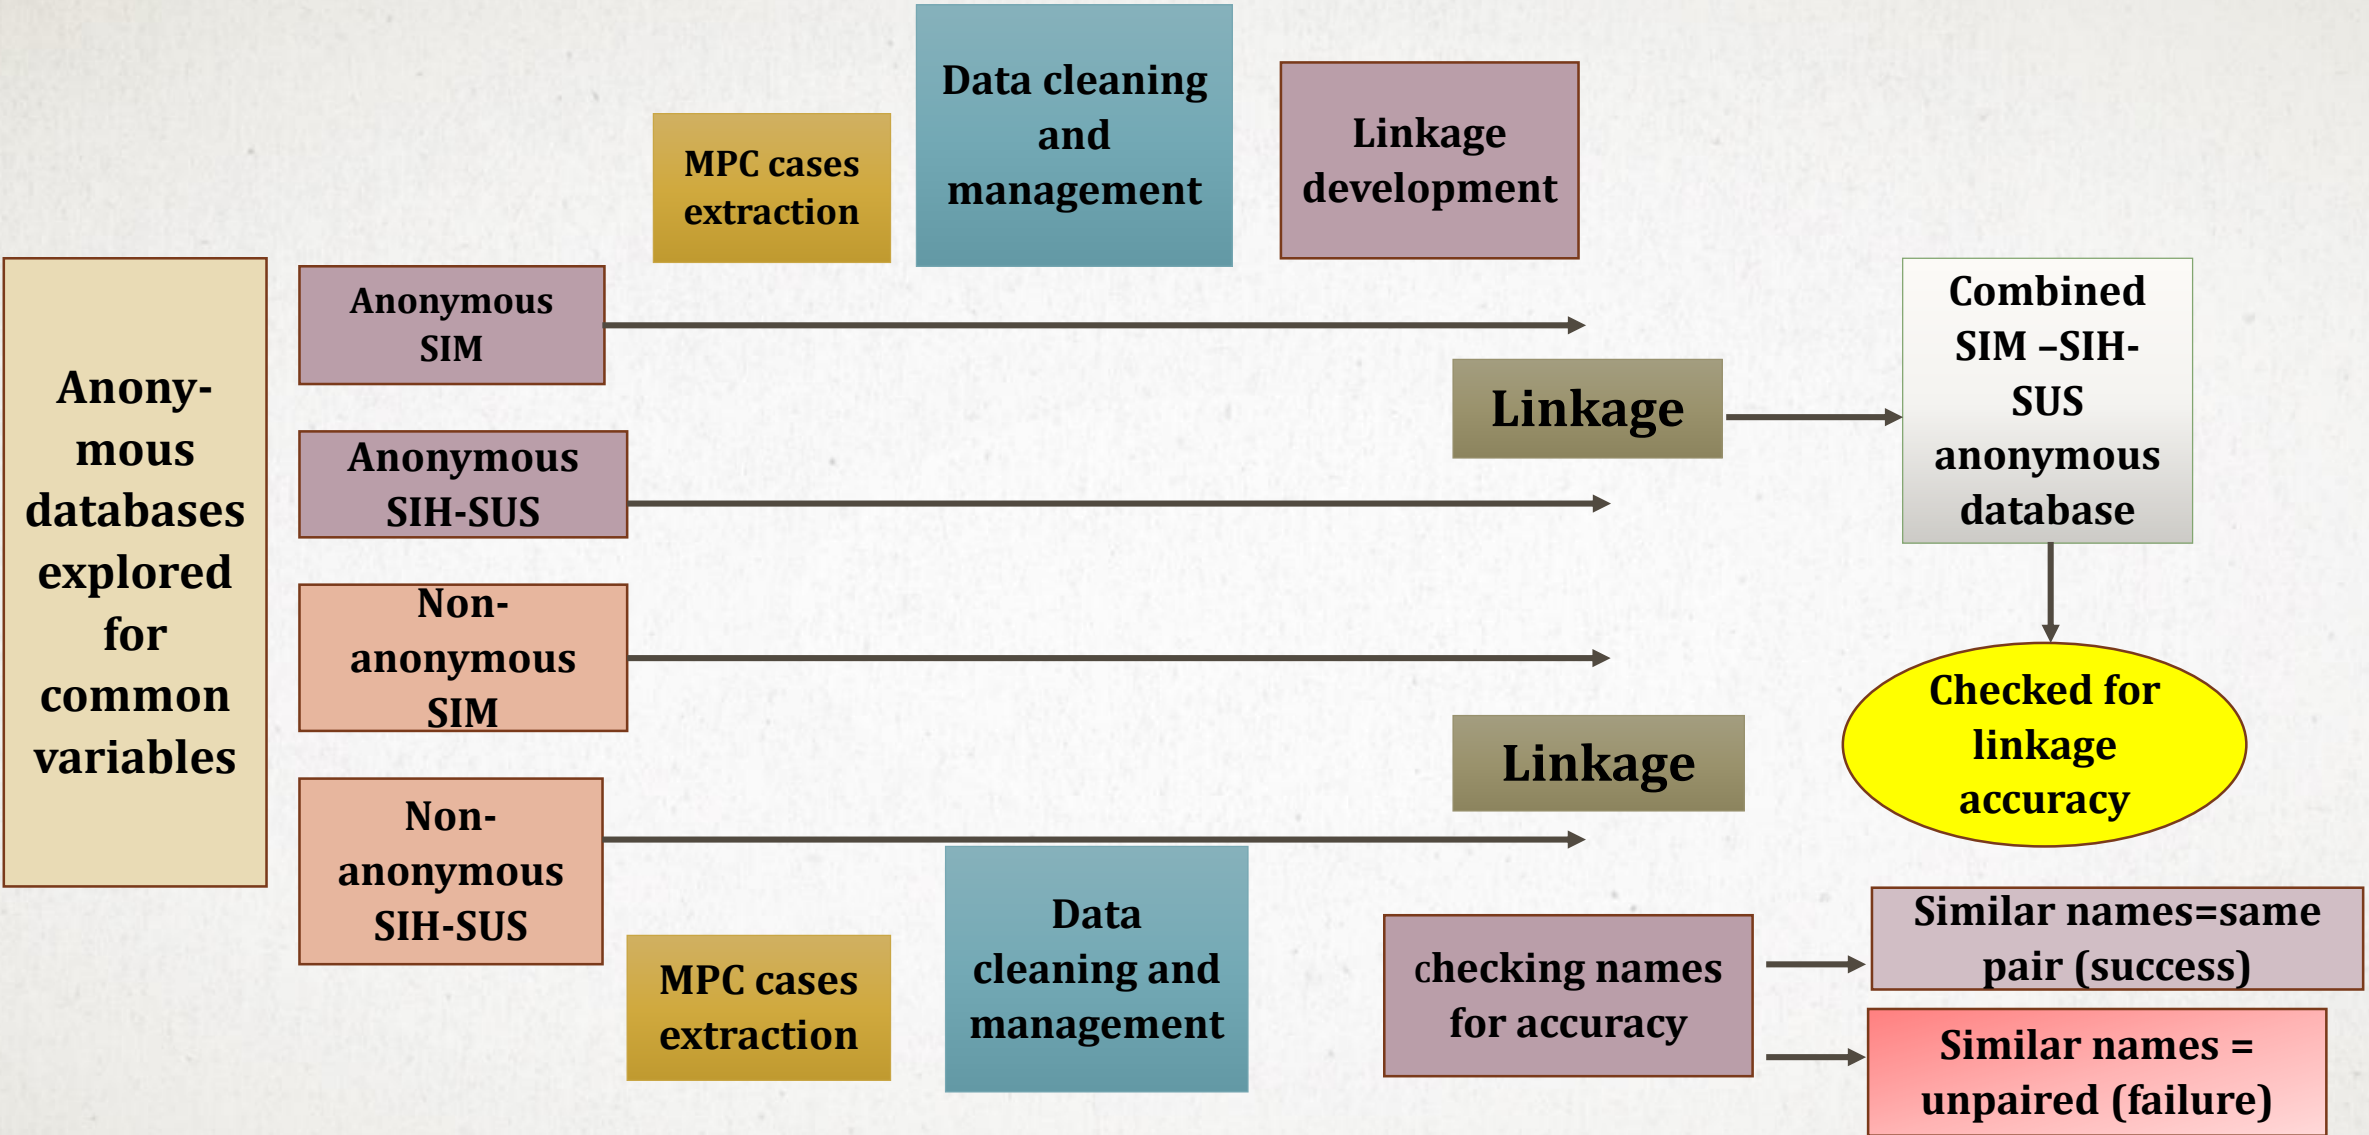 Anony-
mous
databases
explored
for
common
variables
Anonymous
SIM
Anonymous
SIH-SUS
Non-
anonymous
SIM
Non-
anonymous
SIH-SUS
MPC cases
extraction
Data cleaning
and
management
Linkage
development
Linkage
Combined
SIM –SIH-
SUS
anonymous
database
Checked for
linkage
accuracy
Linkage
MPC cases
extraction
Data
cleaning and
management
checking names
for accuracy
Similar names=same
pair (success)
Similar names =
unpaired (failure)